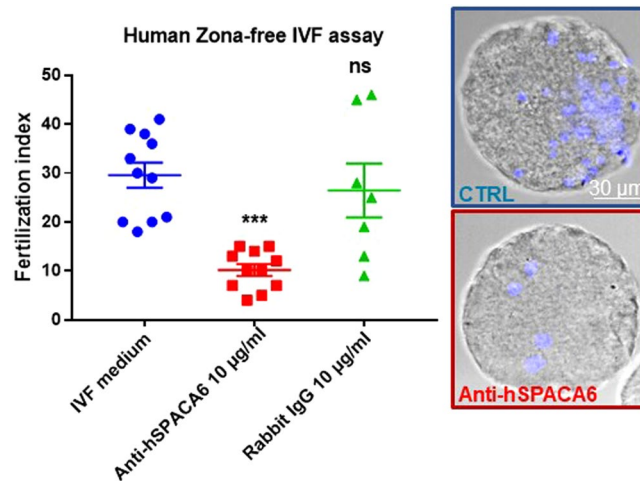 Human Zona-free IVF assay
ns
50
40
30
20
10
0
Fertilization index
***
IVF medium
Anti-hSPACA6 10 µg/ml
Rabbit IgG 10 µg/ml
CTRL
30 µm
Anti-hSPACA6